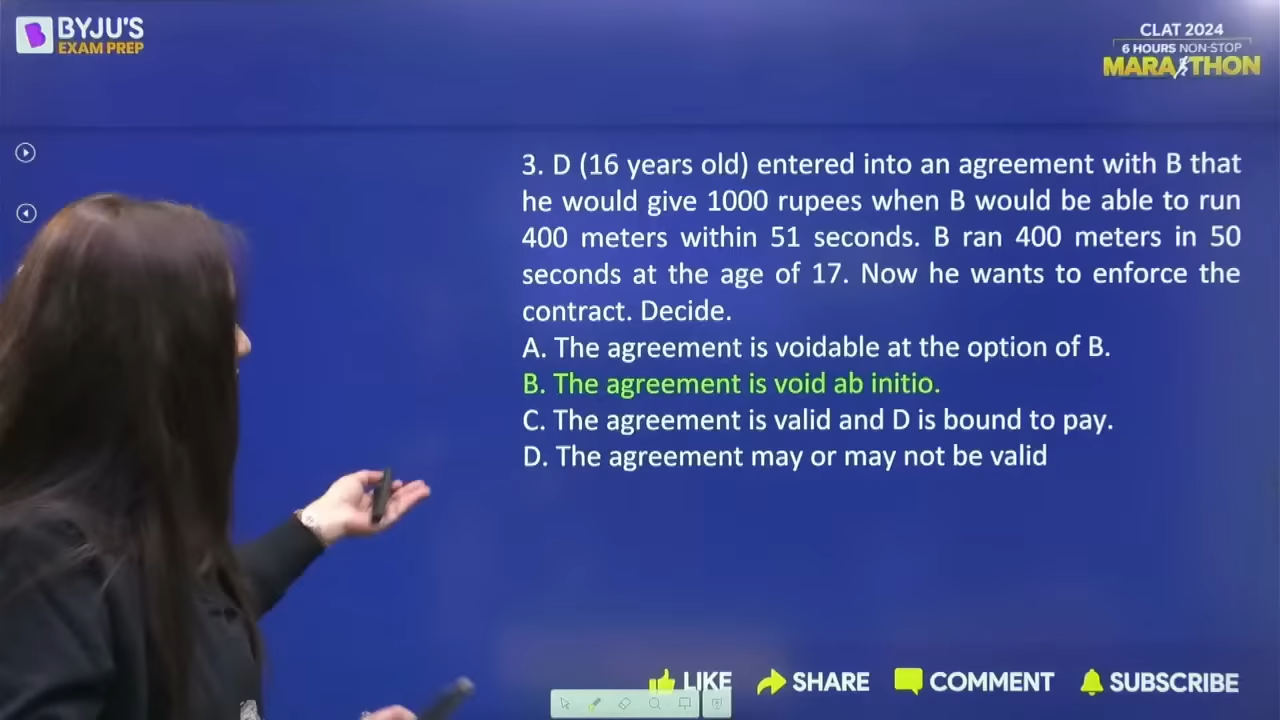 BYJU'S
EXAM PREP
CLAT 2024
6 HOURS NON-STOP
MARATHON
3. D (16 years old) entered into an agreement with B that
he would give 1000 rupees when B would be able to run
400 meters within 51 seconds. B ran 400 meters in 50
seconds at the age of 17. Now he wants to enforce the
contract. Decide.
A. The agreement is voidable at the option of B.
B. The agreement is void ab initio.
C. The agreement is valid and D is bound to pay.
D. The agreement may or may not be valid
LIKE SHARE COMMENT SUBSCRIBE